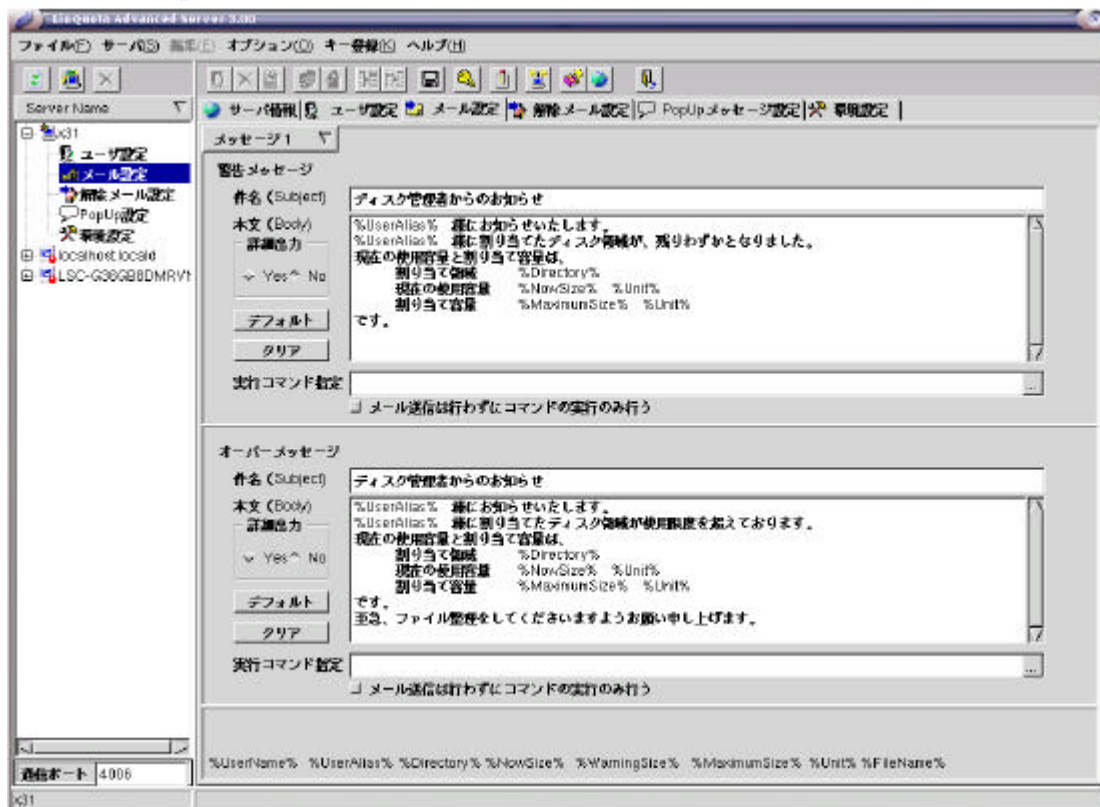 LinQuota Advanced Server 3.00
ファイル(F) サーバ(S) 編集(E) オプション(O) キー登録(K) ヘルプ(H)
Server Name
x31
ユーザ設定
メール設定
解除メール設定
PopUp設定
環境設定
localhost.locald
通信ポート 4006
x31
サーバ情報 ユーザ設定 メール設定 解除メール設定 PopUpメッセージ設定 環境設定
メッセージ1
警告メッセージ
件名 (Subject) ディスク管理者からのお知らせ
本文 (Body)
詳細出力
Yes No
デフォルト
クリア
%UserAlias% 様にお知らせいたします。
%UserAlias% 様に割り当てたディスク領域が、残りわずかとなりました。
現在の使用容量と割り当て容量は、
割り当て領域 %Directory%
現在の使用容量 %NowSize% %Unit%
割り当て容量 %MaximumSize% %Unit%
です。
実行コマンド指定 ...
メール送信は行わずにコマンドの実行のみ行う
オーバーメッセージ
件名 (Subject) ディスク管理者からのお知らせ
本文 (Body)
詳細出力
Yes No
デフォルト
クリア
%UserAlias% 様にお知らせいたします。
%UserAlias% 様に割り当てたディスク領域が使用限度を超えております。
現在の使用容量と割り当て容量は、
割り当て領域 %Directory%
現在の使用容量 %NowSize% %Unit%
割り当て容量 %MaximumSize% %Unit%
です。
至急、ファイル整理をしてくださいますようお願い申し上げます。
実行コマンド指定 ...
メール送信は行わずにコマンドの実行のみ行う
%UserName% %UserAlias% %Directory% %NowSize% %WarningSize% %MaximumSize% %Unit% %FileName%